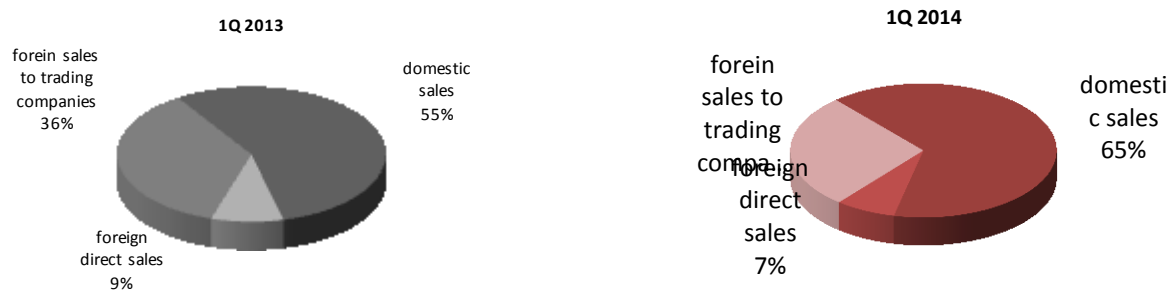 1Q 2013
forein sales
to trading
companies
36%
domestic
sales
55%
foreign
direct sales
9%
1Q 2014
forein
sales to
trading
compa...
foreign
direct
sales
7%
domesti
c sales
65%